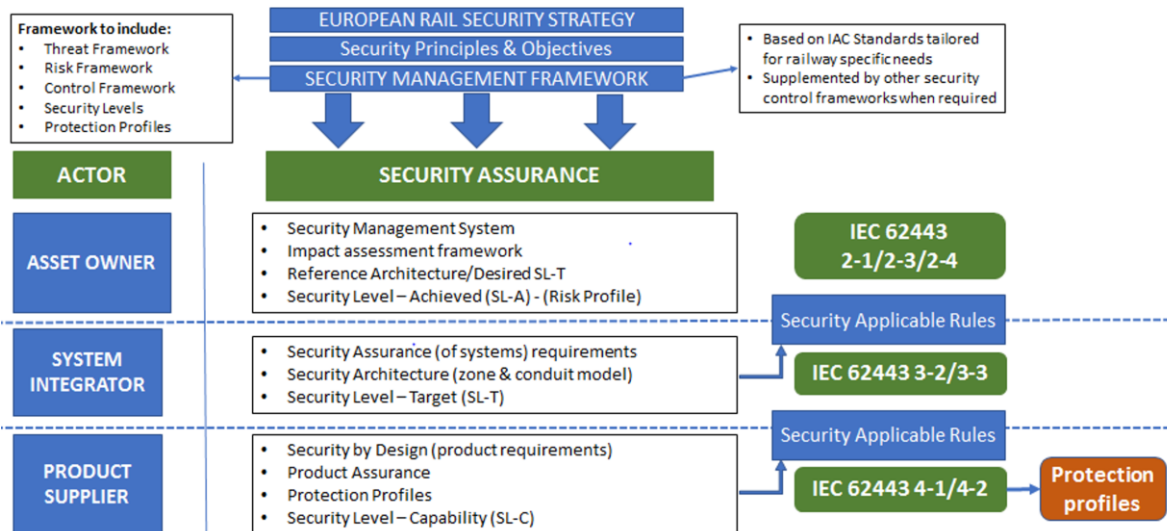 Framework to include:
• Threat Framework
• Risk Framework
• Control Framework
• Security Levels
• Protection Profiles
EUROPEAN RAIL SECURITY STRATEGY
Security Principles & Objectives
SECURITY MANAGEMENT FRAMEWORK
• Based on IAC Standards tailored
for railway specific needs
• Supplemented by other security
control frameworks when required
ACTOR
SECURITY ASSURANCE
ASSET OWNER
• Security Management System
• Impact assessment framework
• Reference Architecture/Desired SL-T
• Security Level – Achieved (SL-A) - (Risk Profile)
IEC 62443
2-1/2-3/2-4
Security Applicable Rules
SYSTEM
INTEGRATOR
• Security Assurance (of systems) requirements
• Security Architecture (zone & conduit model)
• Security Level – Target (SL-T)
IEC 62443 3-2/3-3
Security Applicable Rules
PRODUCT
SUPPLIER
• Security by Design (product requirements)
• Product Assurance
• Protection Profiles
• Security Level – Capability (SL-C)
IEC 62443 4-1/4-2
Protection
profiles